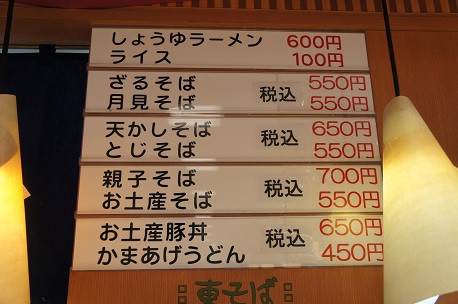 しょうゆラーメン 600円
ライス 100円
ざるそば 税込 550円
月見そば 550円
天かしそば 税込 650円
とじそば 550円
親子そば 税込 700円
お土産そば 550円
お土産豚丼 税込 650円
かまあげうどん 450円
車そば